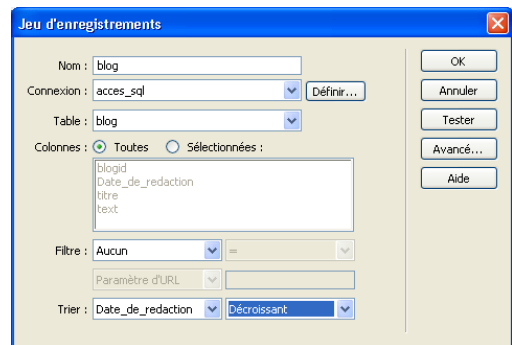 Jeu d'enregistrements
Nom : blog
OK
Connexion : acces_sql Définir...
Annuler
Table : blog
Tester
Colonnes : Toutes Sélectionnées :
Avancé...
blogid
Aide
Date_de_redaction
titre
text
Filtre : Aucun =
Paramètre d'URL
Trier : Date_de_redaction Décroissant